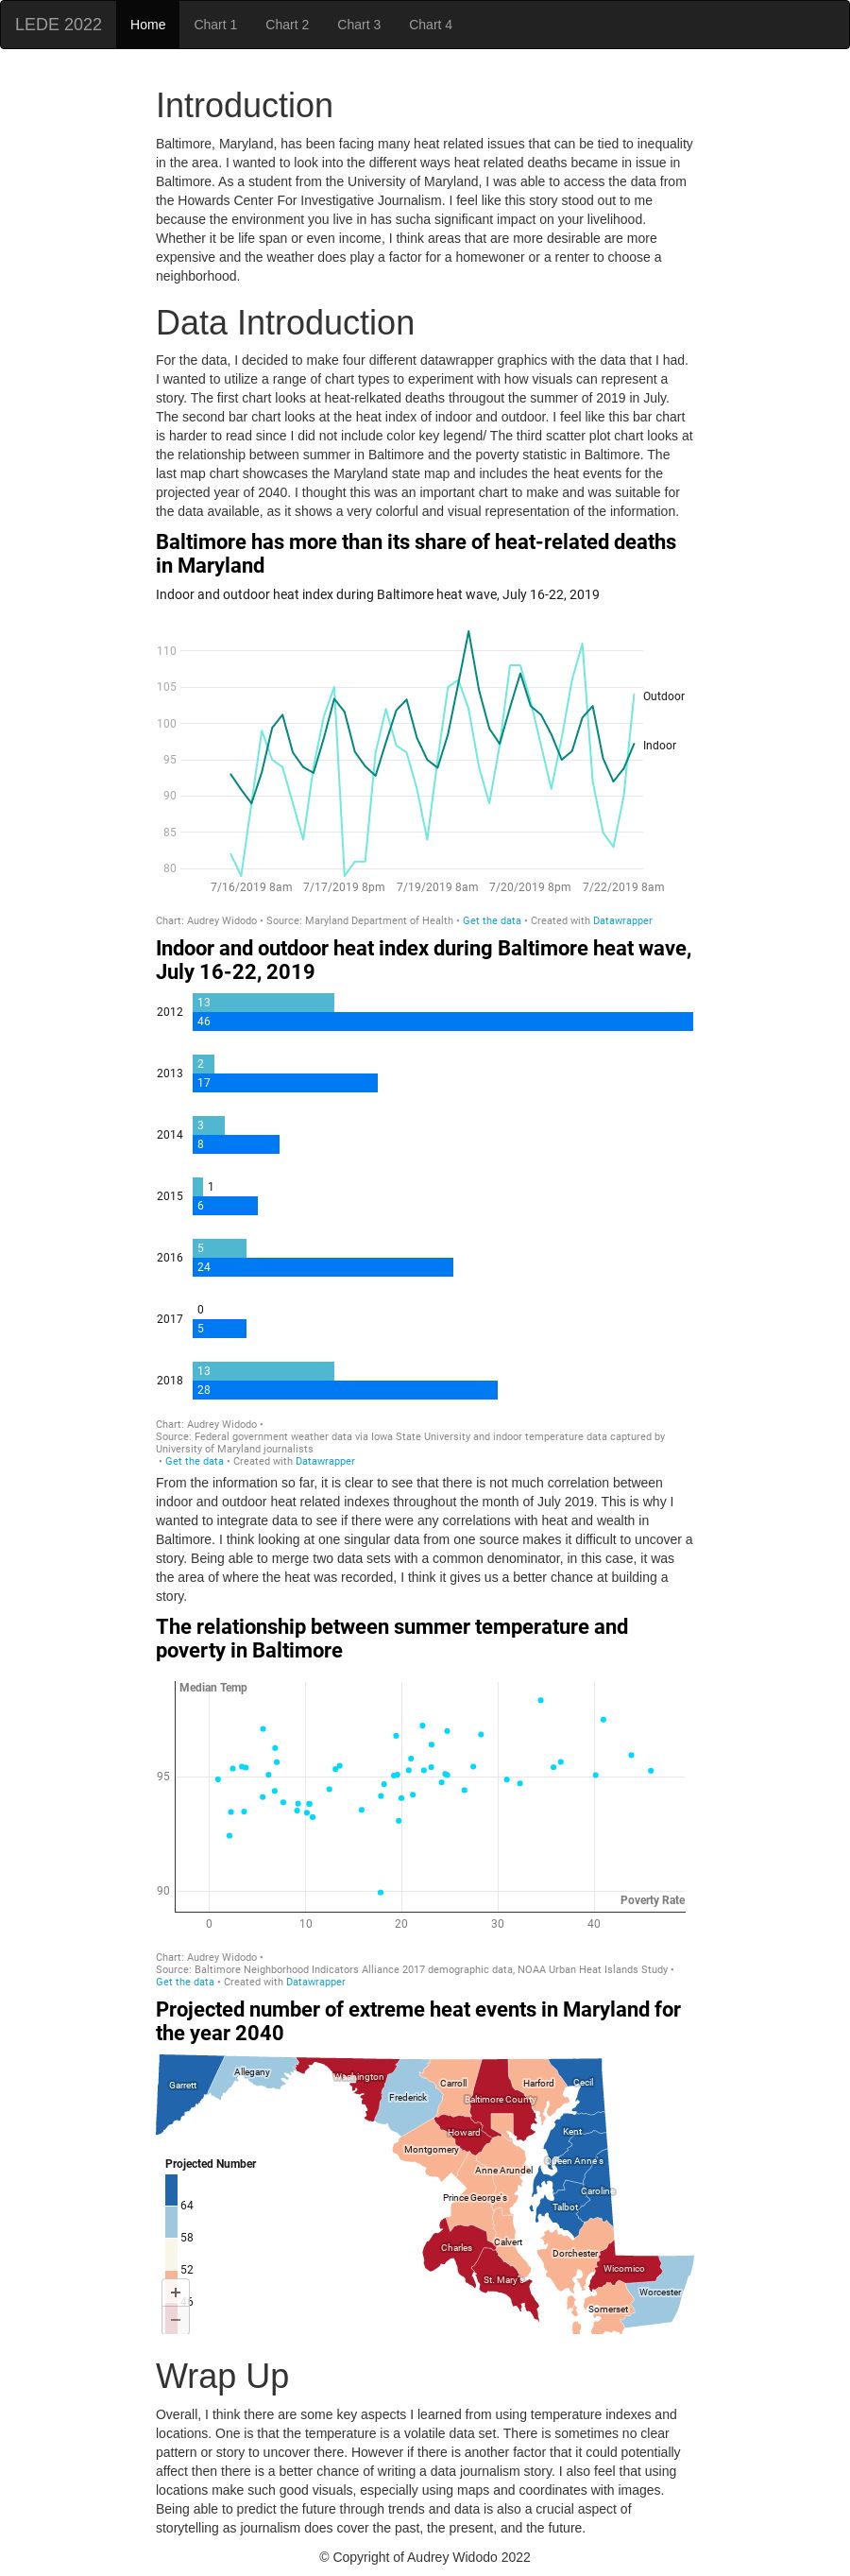 LEDE 2022 Home Chart 1 Chart 2 Chart 3 Chart 4
Introduction
Baltimore, Maryland, has been facing many heat related issues that can be tied to inequality
in the area. I wanted to look into the different ways heat related deaths became in issue in
Baltimore. As a student from the University of Maryland, I was able to access the data from
the Howards Center For Investigative Journalism. I feel like this story stood out to me
because the environment you live in has sucha significant impact on your livelihood.
Whether it be life span or even income, I think areas that are more desirable are more
expensive and the weather does play a factor for a homewoner or a renter to choose a
neighborhood.
Data Introduction
For the data, I decided to make four different datawrapper graphics with the data that I had.
I wanted to utilize a range of chart types to experiment with how visuals can represent a
story. The first chart looks at heat-relkated deaths througout the summer of 2019 in July.
The second bar chart looks at the heat index of indoor and outdoor. I feel like this bar chart
is harder to read since I did not include color key legend/ The third scatter plot chart looks at
the relationship between summer in Baltimore and the poverty statistic in Baltimore. The
last map chart showcases the Maryland state map and includes the heat events for the
projected year of 2040. I thought this was an important chart to make and was suitable for
the data available, as it shows a very colorful and visual representation of the information.
Baltimore has more than its share of heat-related deaths
in Maryland
Indoor and outdoor heat index during Baltimore heat wave, July 16-22, 2019
110
105
Outdoor
100
Indoor
95
90
85
80
7/16/2019 8am 7/17/2019 8pm 7/19/2019 8am 7/20/2019 8pm 7/22/2019 8am
Chart: Audrey Widodo • Source: Maryland Department of Health • Get the data • Created with Datawrapper
Indoor and outdoor heat index during Baltimore heat wave,
July 16-22, 2019
2012 13
46
2013 2
17
2014 3
8
2015 1
6
2016 5
24
2017 0
5
2018 13
28
Chart: Audrey Widodo •
Source: Federal government weather data via Iowa State University and indoor temperature data captured by
University of Maryland journalists
• Get the data • Created with Datawrapper
From the information so far, it is clear to see that there is not much correlation between
indoor and outdoor heat related indexes throughout the month of July 2019. This is why I
wanted to integrate data to see if there were any correlations with heat and wealth in
Baltimore. I think looking at one singular data from one source makes it difficult to uncover a
story. Being able to merge two data sets with a common denominator, in this case, it was
the area of where the heat was recorded, I think it gives us a better chance at building a
story.
The relationship between summer temperature and
poverty in Baltimore
Median Temp
95
90
Poverty Rate
0 10 20 30 40
Chart: Audrey Widodo •
Source: Baltimore Neighborhood Indicators Alliance 2017 demographic data, NOAA Urban Heat Islands Study •
Get the data • Created with Datawrapper
Projected number of extreme heat events in Maryland for
the year 2040
Garrett
Allegany
Washington
Frederick
Carroll
Baltimore County
Harford
Cecil
Howard
Kent
Montgomery
Queen Anne's
Anne Arundel
Projected Number
Caroline
Prince George's
Talbot
64
Calvert
58
Charles
Dorchester
52
Wicomico
St. Mary's
Worcester
+
Somerset
−
Wrap Up
Overall, I think there are some key aspects I learned from using temperature indexes and
locations. One is that the temperature is a volatile data set. There is sometimes no clear
pattern or story to uncover there. However if there is another factor that it could potentially
affect then there is a better chance of writing a data journalism story. I also feel that using
locations make such good visuals, especially using maps and coordinates with images.
Being able to predict the future through trends and data is also a crucial aspect of
storytelling as journalism does cover the past, the present, and the future.
© Copyright of Audrey Widodo 2022